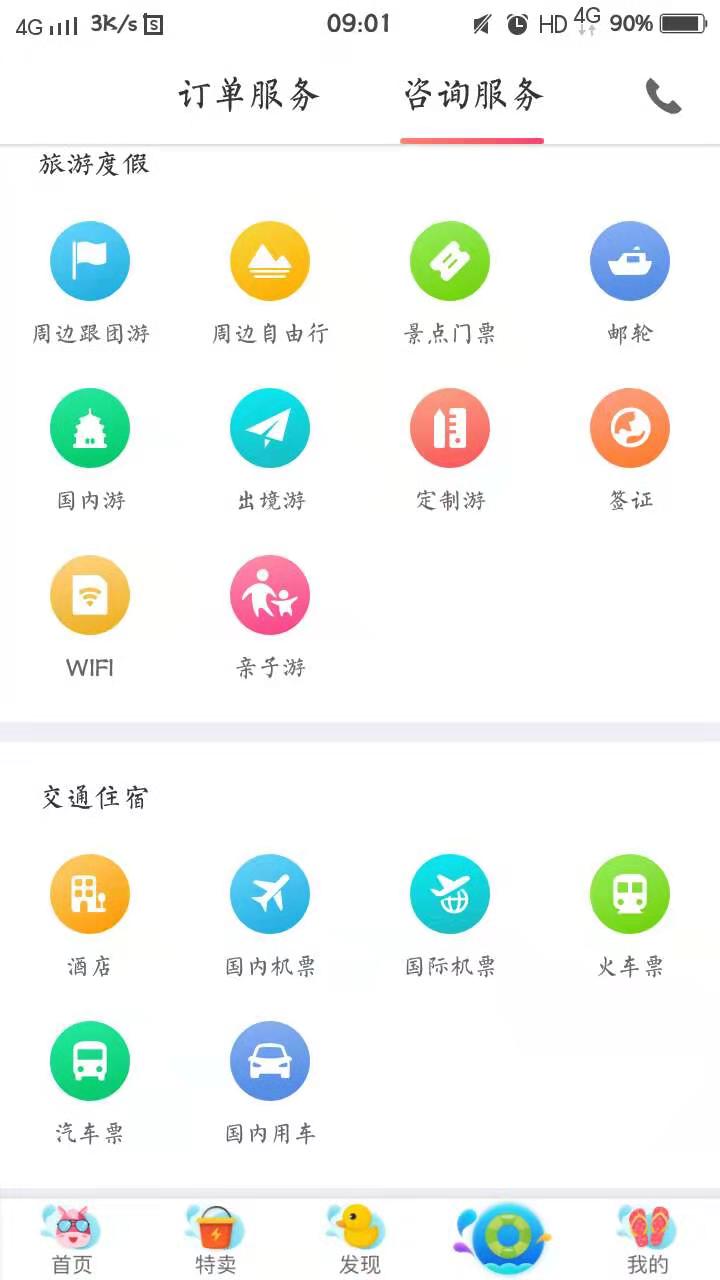 4G 3K/s 09:01 HD 4G 90%
订单服务 咨询服务
旅游度假
周边跟团游 周边自由行 景点门票 邮轮
国内游 出境游 定制游 签证
WIFI 亲子游
交通住宿
酒店 国内机票 国际机票 火车票
汽车票 国内用车
首页 特卖 发现 我的